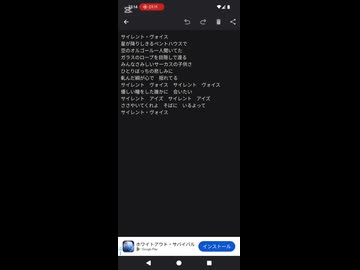 サイレント・ヴォイス
星が降りしきるペントハウスで
空のオルゴール一人聞いてた
ガラスのロープを目隠しで渡る
みんなさみしいサーカスの子供さ
ひとりぼっちの悲しみに
軋んだ細が心で 揺れてる
サイレント ヴォイス サイレント ヴォイス
優しい瞳をした誰かに 会いたい
サイレント アイズ サイレント アイズ
ささやいてくれよ そばに いるよって
サイレント・ヴォイス
ホワイトアウト・サバイバル
Google Play
インストール